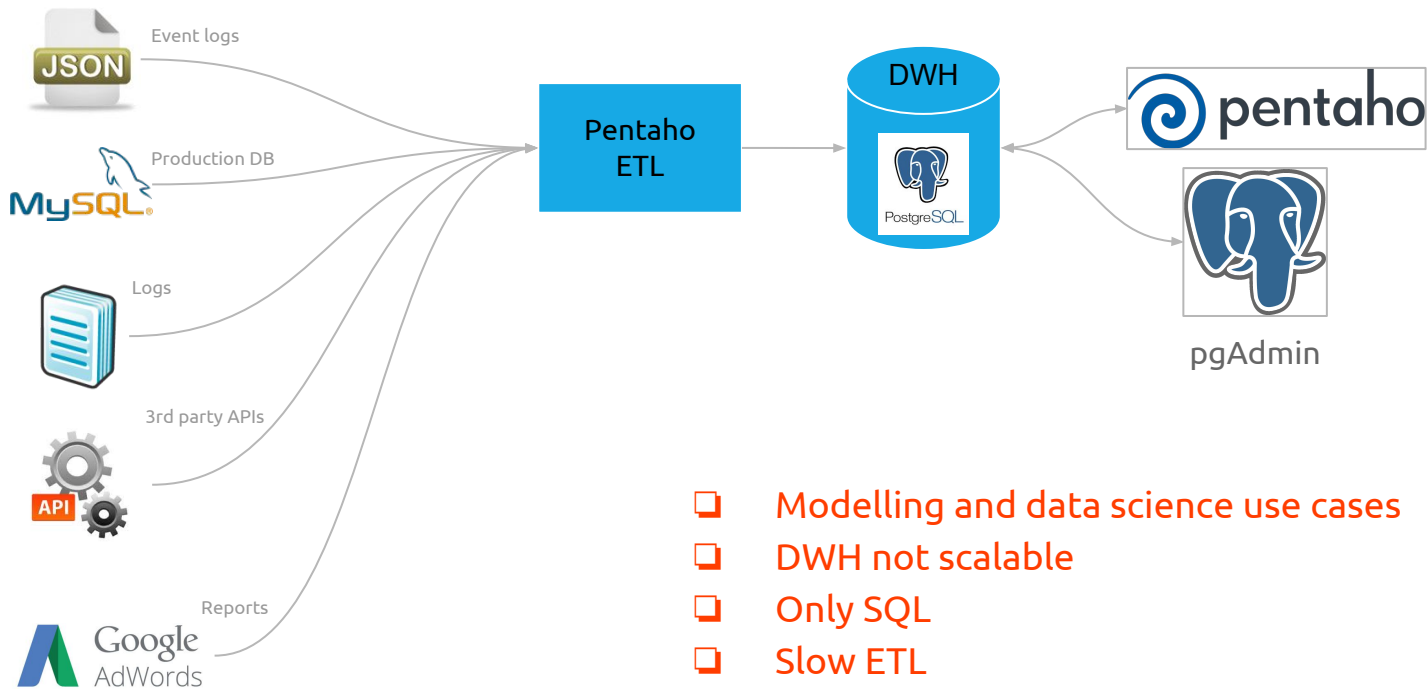 Event logs
JSON
Production DB
MySQL®
Logs
3rd party APIs
API
Reports
Google
AdWords
Pentaho
ETL
DWH
PostgreSQL
pentaho
pgAdmin
❏ Modelling and data science use cases
❏ DWH not scalable
❏ Only SQL
❏ Slow ETL